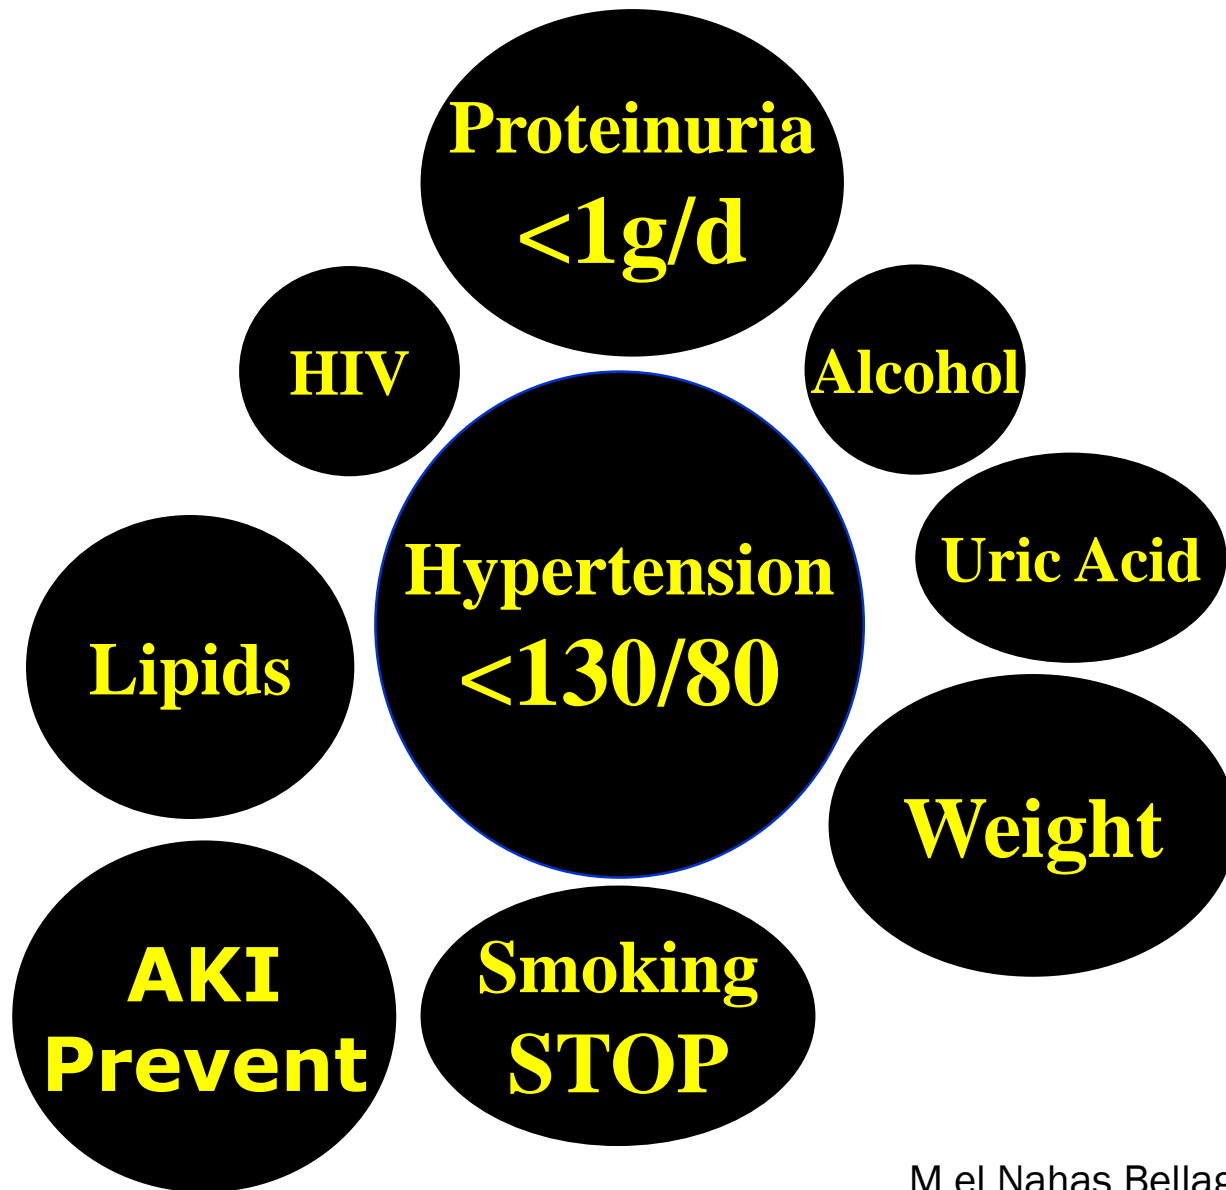 Proteinuria
<1g/d
HIV
Alcohol
Hypertension
<130/80
Uric Acid
Lipids
Weight
AKI
Prevent
Smoking
STOP
M el Nahas